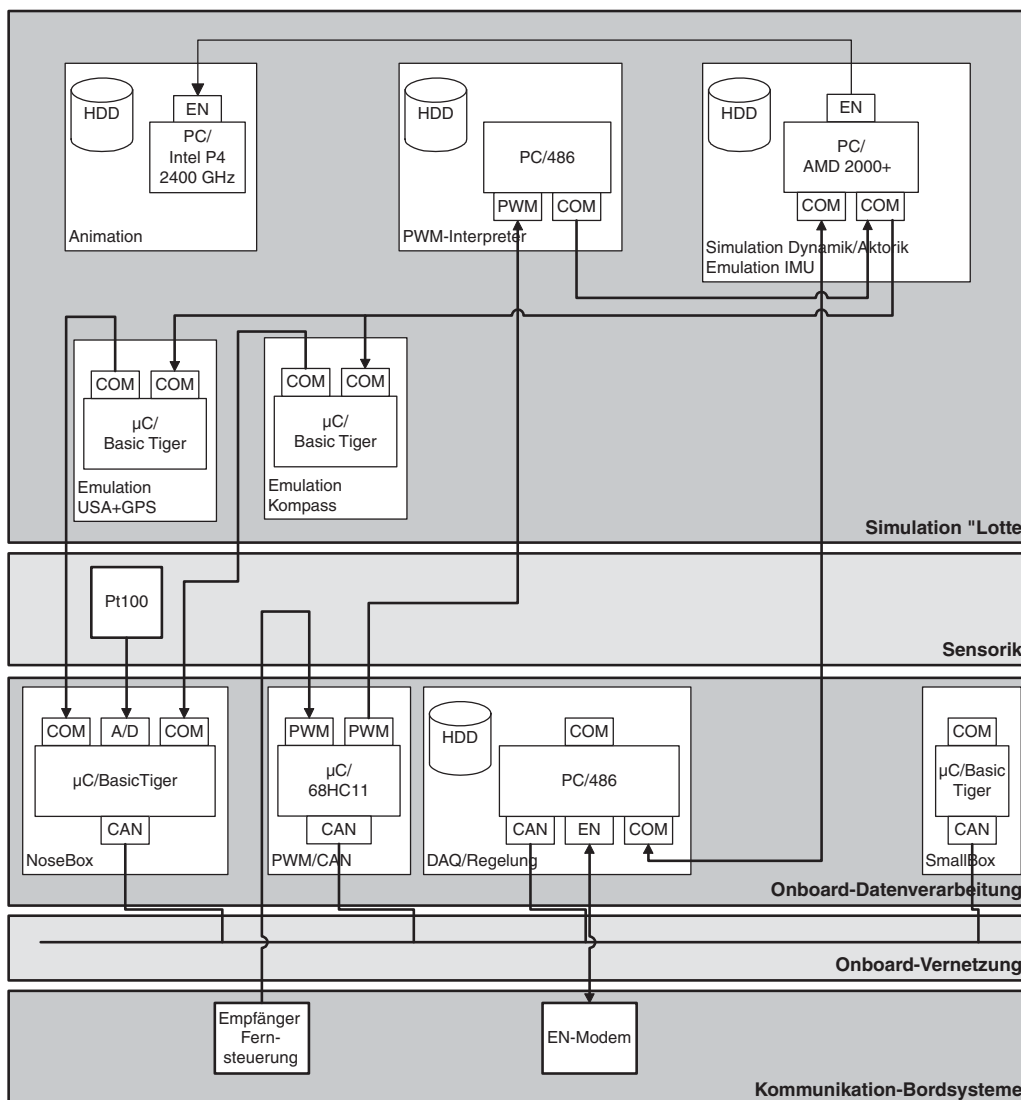 HDD
EN
PC/
Intel P4
2400 GHz
Animation
HDD
PC/486
PWM
COM
PWM-Interpreter
HDD
EN
PC/
AMD 2000+
COM
COM
Simulation Dynamik/Aktorik
Emulation IMU
COM
COM
µC/
Basic Tiger
Emulation
USA+GPS
COM
COM
µC/
Basic Tiger
Emulation
Kompass
Simulation "Lotte
Pt100
Sensorik
COM
A/D
COM
µC/BasicTiger
CAN
NoseBox
PWM
PWM
µC/
68HC11
CAN
PWM/CAN
HDD
COM
PC/486
CAN
EN
COM
DAQ/Regelung
COM
µC/Basic
Tiger
CAN
SmallBox
Onboard-Datenverarbeitung
Onboard-Vernetzung
Empfänger
Fern-
steuerung
EN-Modem
Kommunikation-Bordsysteme